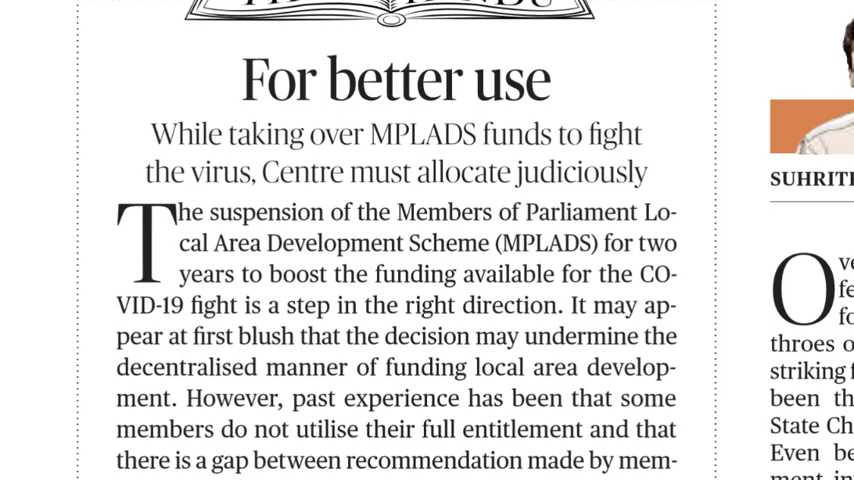 For better use
While taking over MPLADS funds to fight
the virus, Centre must allocate judiciously
The suspension of the Members of Parliament Lo-
cal Area Development Scheme (MPLADS) for two
years to boost the funding available for the CO-
VID-19 fight is a step in the right direction. It may ap-
pear at first blush that the decision may undermine the
decentralised manner of funding local area develop-
ment. However, past experience has been that some
members do not utilise their full entitlement and that
there is a gap between recommendation made by mem-
throes
striking
been
State
Even be